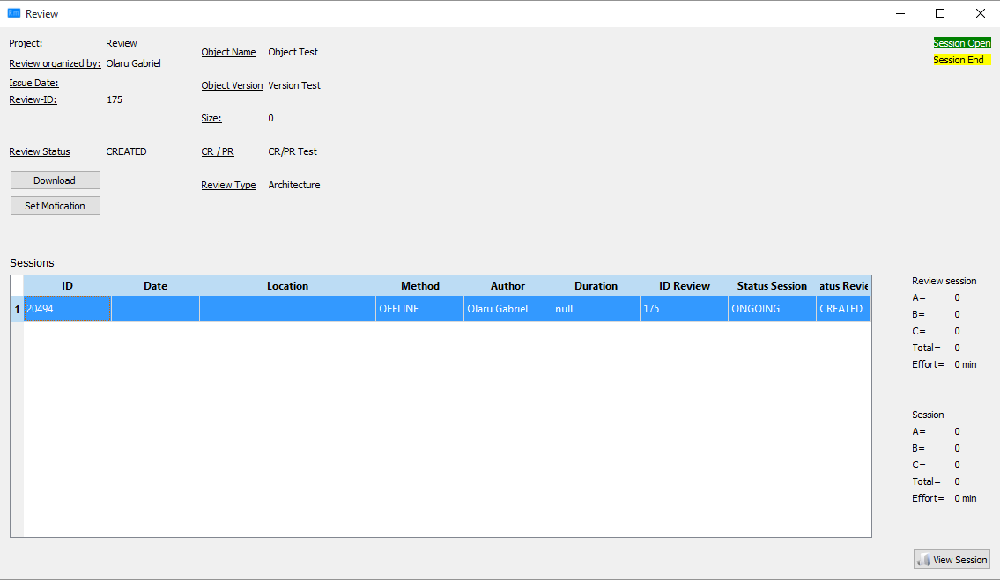 Review
Project: Review
Review organized by: Olaru Gabriel
Issue Date:
Review-ID: 175
Review Status CREATED
Download
Set Mofication
Object Name Object Test
Object Version Version Test
Size: 0
CR / PR CR/PR Test
Review Type Architecture
Session Open
Session End
Sessions
ID Date Location Method Author Duration ID Review Status Session atus Revie
1 20494 OFFLINE Olaru Gabriel null 175 ONGOING CREATED
Review session
A= 0
B= 0
C= 0
Total= 0
Effort= 0 min
Session
A= 0
B= 0
C= 0
Total= 0
Effort= 0 min
View Session